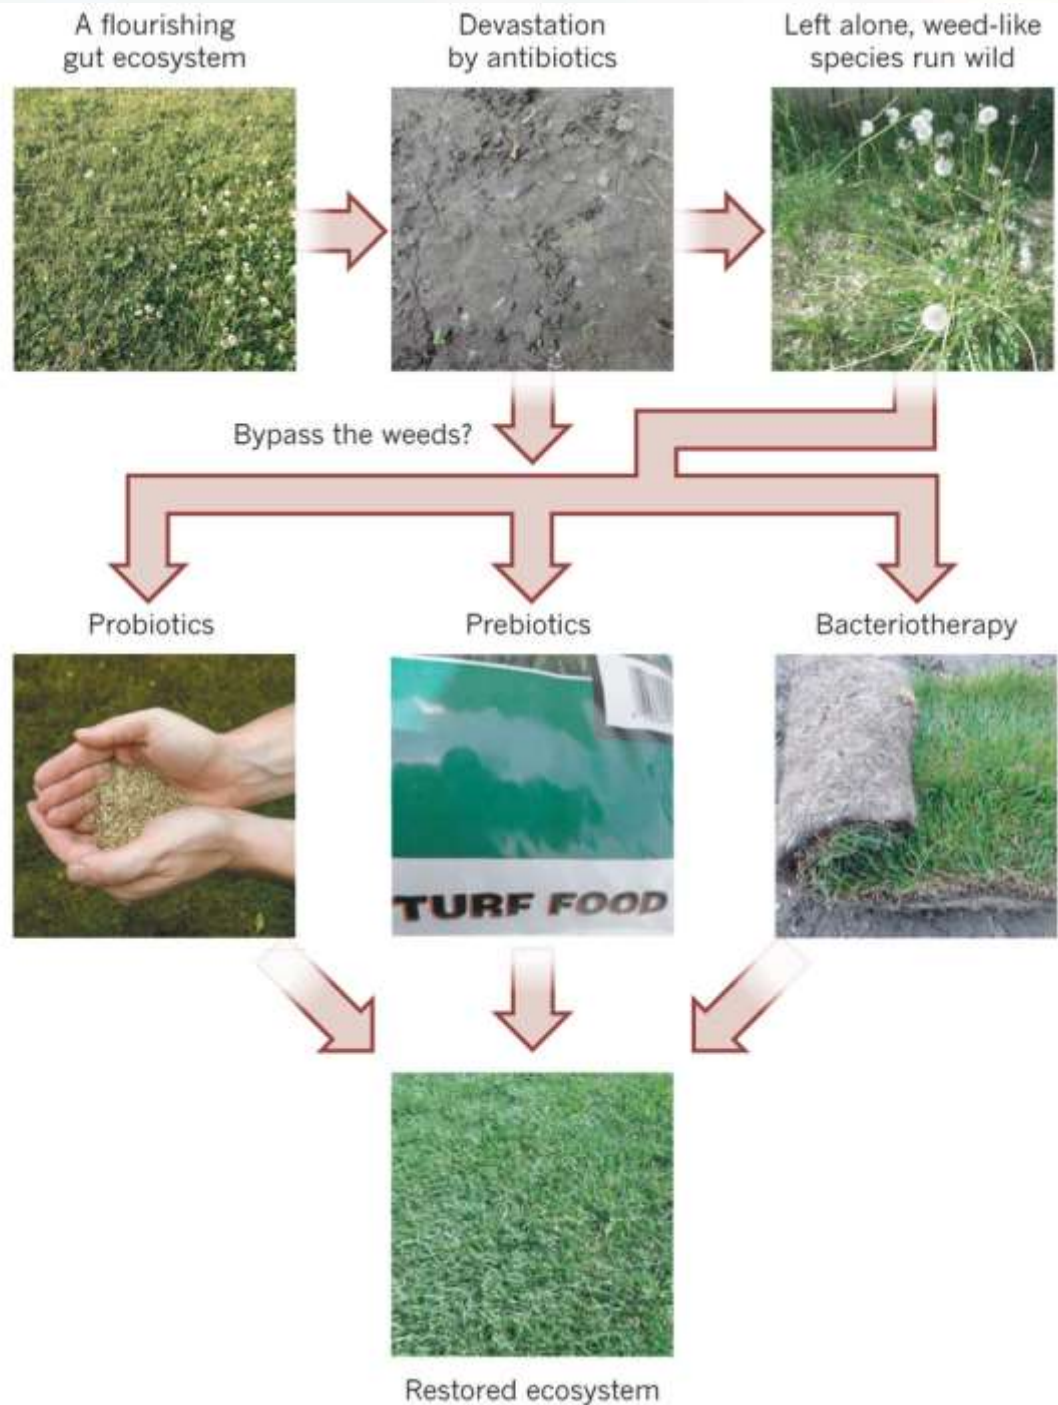 A flourishing
gut ecosystem
Devastation
by antibiotics
Left alone, weed-like
species run wild
Bypass the weeds?
Probiotics
Prebiotics
Bacteriotherapy
TURF FOOD
Restored ecosystem